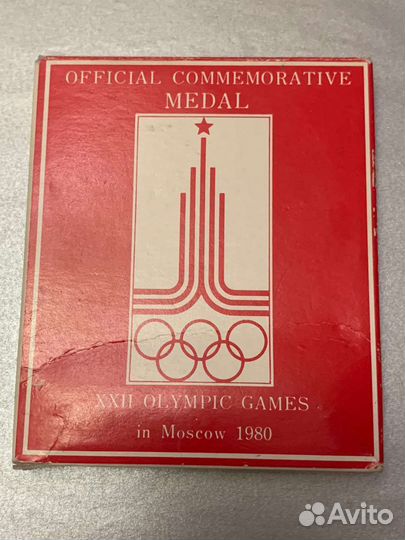 OFFICIAL COMMEMORATIVE
MEDAL
XXII OLYMPIC GAMES
in Moscow 1980
Avito